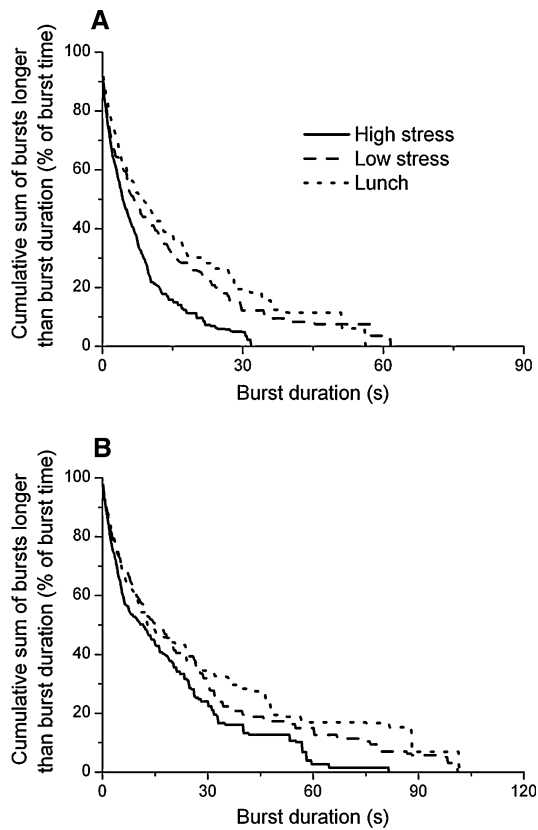 A
Cumulative sum of bursts longer
than burst duration (% of burst time)
100
80
60
40
20
0
High stress
Low stress
Lunch
0 30 60 90
Burst duration (s)
B
Cumulative sum of bursts longer
than burst duration (% of burst time)
100
80
60
40
20
0
0 30 60 90 120
Burst duration (s)